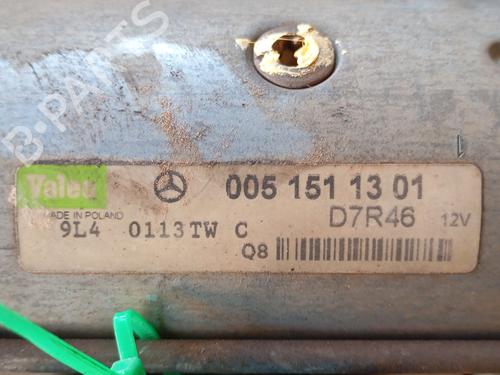 B-PARTS
Valeo 005 151 13 01
MADE IN POLAND D7R46 12V
9L4 0113TW C
Q8